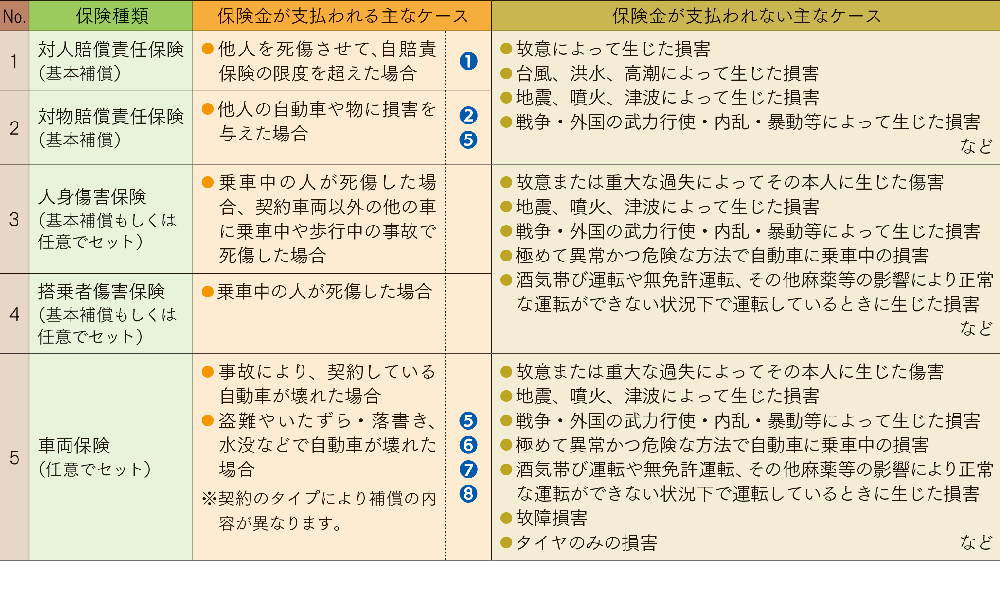 No.
保険種類
保険金が支払われる主なケース
保険金が支払われない主なケース
1
対人賠償責任保険
（基本補償）
●他人を死傷させて、自賠責
保険の限度を超えた場合
❶
2
対物賠償責任保険
（基本補償）
●他人の自動車や物に損害を
与えた場合
❷
❺
●故意によって生じた損害
●台風、洪水、高潮によって生じた損害
●地震、噴火、津波によって生じた損害
●戦争・外国の武力行使・内乱・暴動等によって生じた損害
など
3
人身傷害保険
（基本補償もしくは
任意でセット）
●乗車中の人が死傷した場
合、契約車両以外の他の車
に乗車中や歩行中の事故で
死傷した場合
4
搭乗者傷害保険
（基本補償もしくは
任意でセット）
●乗車中の人が死傷した場合
●故意または重大な過失によってその本人に生じた傷害
●地震、噴火、津波によって生じた損害
●戦争・外国の武力行使・内乱・暴動等によって生じた損害
●極めて異常かつ危険な方法で自動車に乗車中の損害
●酒気帯び運転や無免許運転、その他麻薬等の影響により正常
な運転ができない状況下で運転しているときに生じた損害
など
5
車両保険
（任意でセット）
●事故により、契約している
自動車が壊れた場合
●盗難やいたずら・落書き、
水没などで自動車が壊れた
場合
※契約のタイプにより補償の内
容が異なります。
❺
❻
❼
❽
●故意または重大な過失によってその本人に生じた傷害
●地震、噴火、津波によって生じた損害
●戦争・外国の武力行使・内乱・暴動等によって生じた損害
●極めて異常かつ危険な方法で自動車に乗車中の損害
●酒気帯び運転や無免許運転、その他麻薬等の影響により正常
な運転ができない状況下で運転しているときに生じた損害
●故障損害
●タイヤのみの損害 など